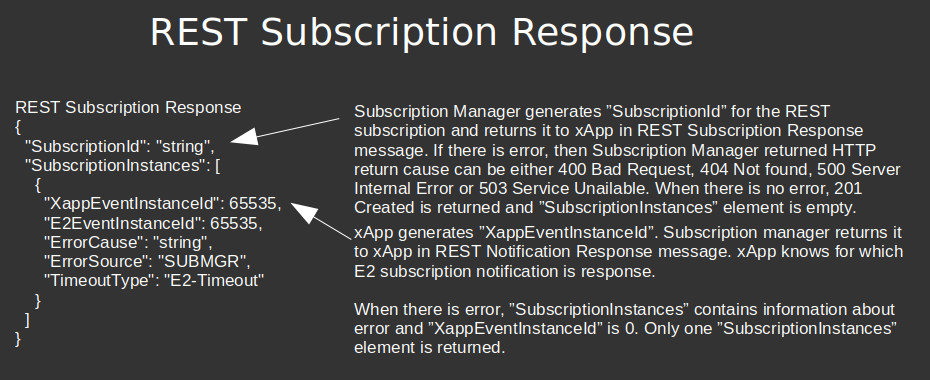 REST Subscription Response
REST Subscription Response
{
"SubscriptionId": "string",
"SubscriptionInstances": [
{
"XappEventInstanceId": 65535,
"E2EventInstanceId": 65535,
"ErrorCause": "string",
"ErrorSource": "SUBMGR",
"TimeoutType": "E2-Timeout"
}
]
}
Subscription Manager generates ”SubscriptionId” for the REST
subscription and returns it to xApp in REST Subscription Response
message. If there is error, then Subscription Manager returned HTTP
return cause can be either 400 Bad Request, 404 Not found, 500 Server
Internal Error or 503 Service Unailable. When there is no error, 201
Created is returned and ”SubscriptionInstances” element is empty.
xApp generates ”XappEventInstanceId”. Subscription manager returns it
to xApp in REST Notification Response message. xApp knows for which
E2 subscription notification is response.
When there is error, ”SubscriptionInstances” contains information about
error and ”XappEventInstanceId” is 0. Only one ”SubscriptionInstances”
element is returned.